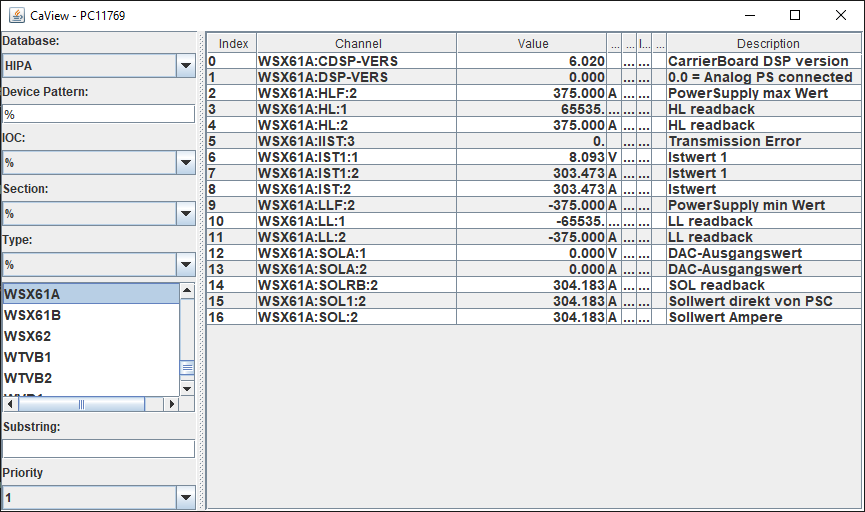 CaView - PC11769
Database:
HIPA
Device Pattern:
%
IOC:
%
Section:
%
Type:
%
WSX61A
WSX61B
WSX62
WTVB1
WTVB2
Substring:
Priority
1
Index Channel Value ... ... I... ... Description
0 WSX61A:CDSP-VERS 6.020 ... ... CarrierBoard DSP version
1 WSX61A:DSP-VERS 0.000 ... ... 0.0 = Analog PS connected
2 WSX61A:HLF:2 375.000 A ... ... PowerSupply max Wert
3 WSX61A:HL:1 65535. ... ... ... HL readback
4 WSX61A:HL:2 375.000 A ... ... HL readback
5 WSX61A:IIST:3 0. ... ... Transmission Error
6 WSX61A:IST1:1 8.093 V ... ... Istwert 1
7 WSX61A:IST1:2 303.473 A ... ... Istwert 1
8 WSX61A:IST:2 303.473 A ... ... Istwert
9 WSX61A:LLF:2 -375.000 A ... ... PowerSupply min Wert
10 WSX61A:LL:1 -65535. ... ... ... LL readback
11 WSX61A:LL:2 -375.000 A ... ... LL readback
12 WSX61A:SOLA:1 0.000 V ... ... DAC-Ausgangswert
13 WSX61A:SOLA:2 0.000 A ... ... DAC-Ausgangswert
14 WSX61A:SOLRB:2 304.183 A ... ... SOL readback
15 WSX61A:SOL1:2 304.183 A ... ... Sollwert direkt von PSC
16 WSX61A:SOL:2 304.183 A ... ... Sollwert Ampere